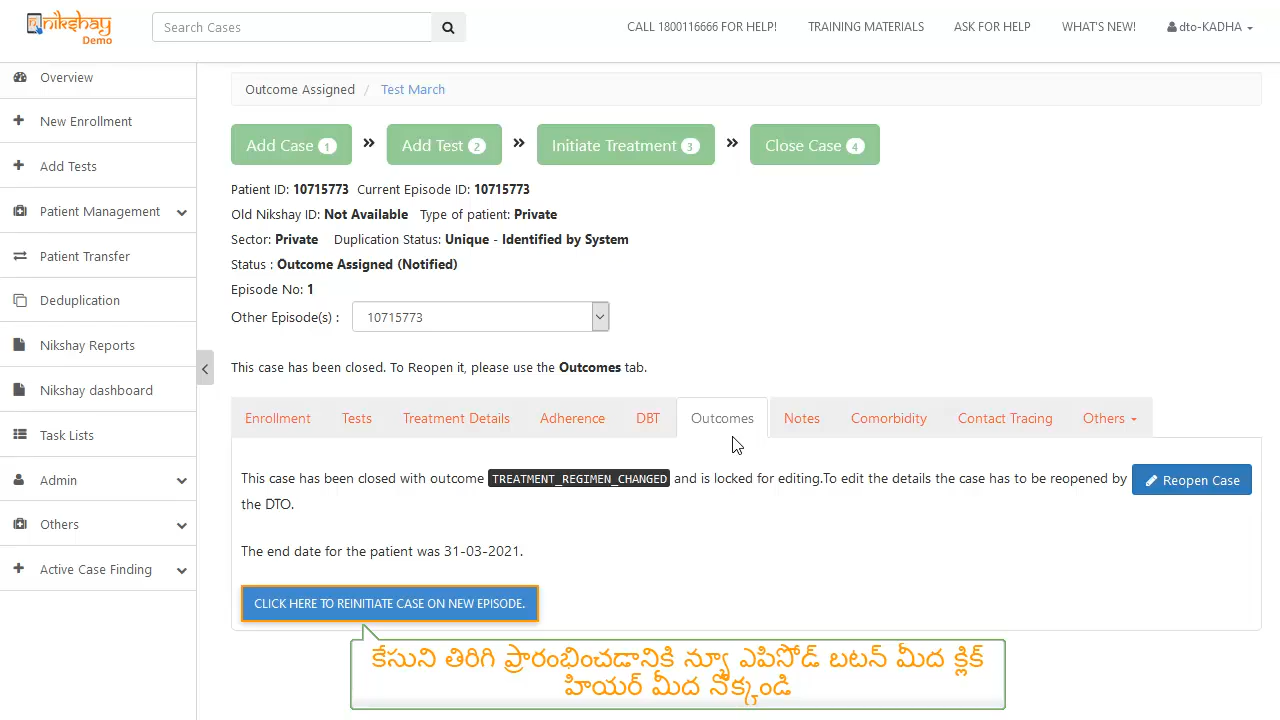 nikshay
Demo
Search Cases
CALL 1800116666 FOR HELP!
TRAINING MATERIALS
ASK FOR HELP
WHAT'S NEW!
dto-KADHA
Overview
New Enrollment
Add Tests
Patient Management
Patient Transfer
Deduplication
Nikshay Reports
Nikshay dashboard
Task Lists
Admin
Others
Active Case Finding
Outcome Assigned / Test March
Add Case 1 » Add Test 2 » Initiate Treatment 3 » Close Case 4
Patient ID: 10715773 Current Episode ID: 10715773
Old Nikshay ID: Not Available Type of patient: Private
Sector: Private Duplication Status: Unique - Identified by System
Status : Outcome Assigned (Notified)
Episode No: 1
Other Episode(s) : 10715773
This case has been closed. To Reopen it, please use the Outcomes tab.
Enrollment Tests Treatment Details Adherence DBT Outcomes Notes Comorbidity Contact Tracing Others
This case has been closed with outcome TREATMENT_REGIMEN_CHANGED and is locked for editing.To edit the details the case has to be reopened by
the DTO.
Reopen Case
The end date for the patient was 31-03-2021.
CLICK HERE TO REINITIATE CASE ON NEW EPISODE.
కేసుని తిరిగి ప్రారంభించడానికి న్యూ ఎపిసోడ్ బటన్ మీద క్లిక్
హియర్ మీద నొక్కండి